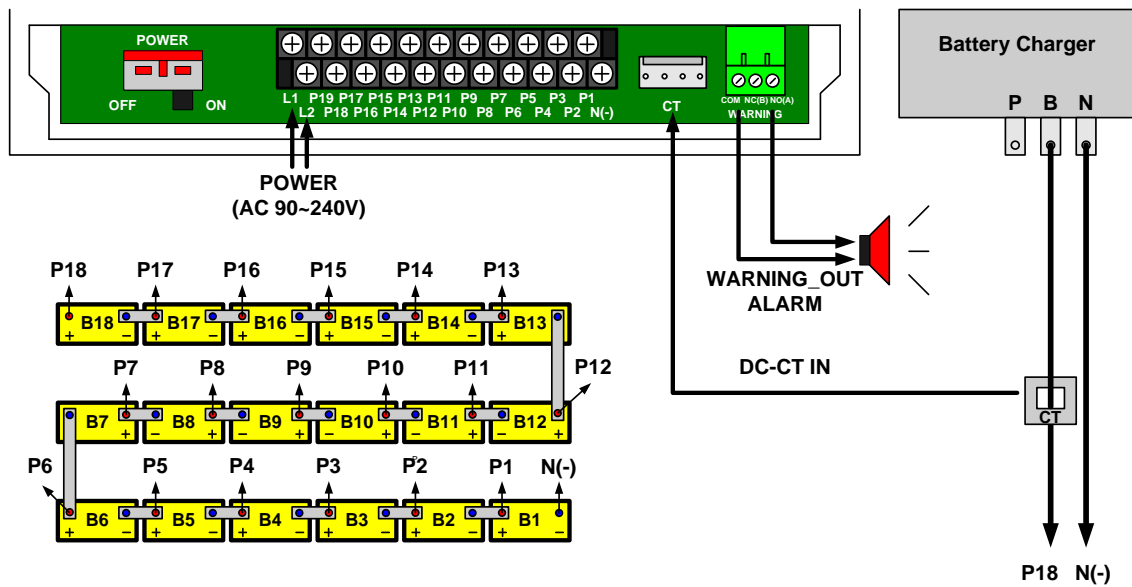 POWER
OFF ON
L1 P19 P17 P15 P13 P11 P9 P7 P5 P3 P1
L2 P18 P16 P14 P12 P10 P8 P6 P4 P2 N(-)
CT
COM NC(B) NO(A)
WARNING
Battery Charger
P B N
POWER
(AC 90~240V)
WARNING_OUT
ALARM
DC-CT IN
CT
P18 N(-)
P18 P17 P16 P15 P14 P13
B18 B17 B16 B15 B14 B13
+ − + − + − + − + − +
P7 P8 P9 P10 P11 P12
B7 B8 B9 B10 B11 B12
+ − + − + − + − + − +
P6 P5 P4 P3 P2 P1 N(-)
B6 B5 B4 B3 B2 B1
+ − + − + − + − + − + −